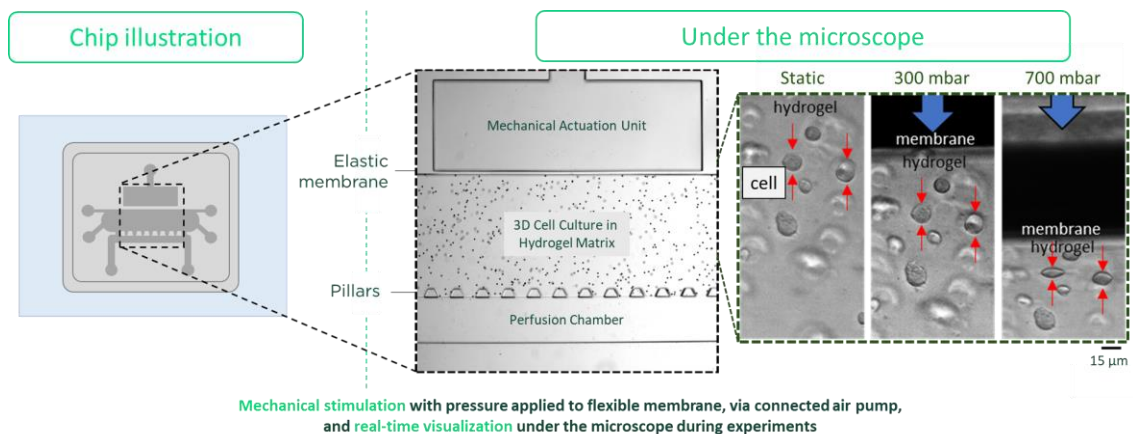 Chip illustration
Under the microscope
Elastic
membrane
Pillars
Mechanical Actuation Unit
3D Cell Culture in
Hydrogel Matrix
Perfusion Chamber
Static
300 mbar
700 mbar
hydrogel
cell
membrane
hydrogel
membrane
hydrogel
15 μm
Mechanical stimulation with pressure applied to flexible membrane, via connected air pump,
and real-time visualization under the microscope during experiments